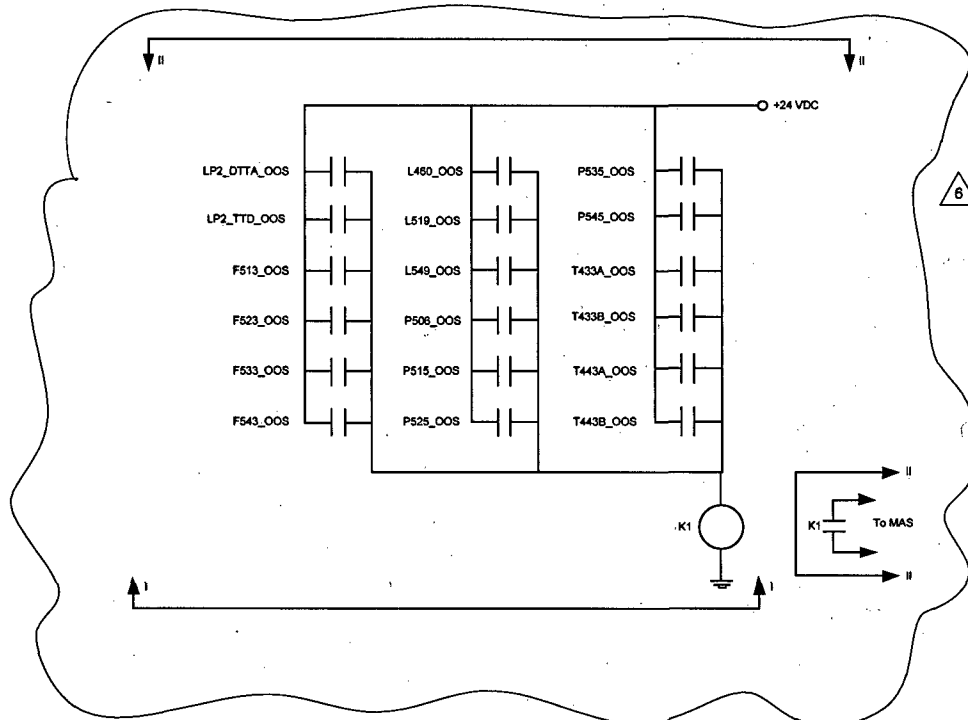 II II
+24 VDC
LP2_DTTA_OOS L460_OOS P535_OOS
6
LP2_TTD_OOS L519_OOS P545_OOS
F513_OOS L549_OOS T433A_OOS
F523_OOS P506_OOS T433B_OOS
F533_OOS P515_OOS T443A_OOS
F543_OOS P525_OOS T443B_OOS
II
K1 K1 To MAS
II
I I